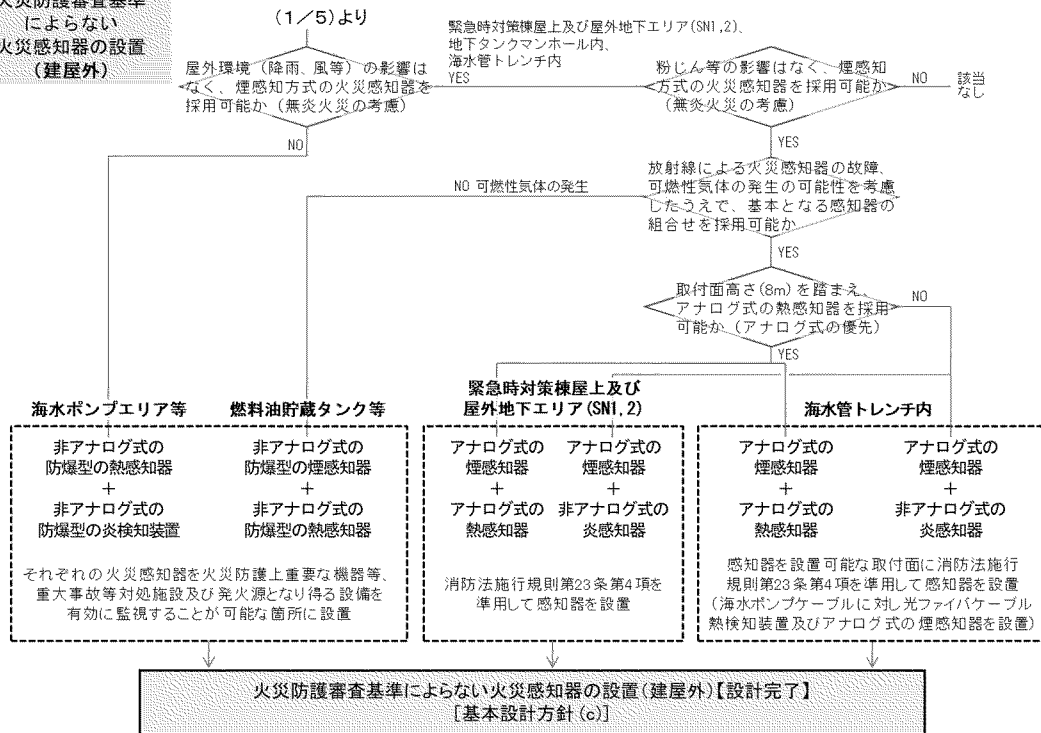 火災防護審査基準
によらない
火災感知器の設置
(建屋外)
(1/5)より
屋外環境(降雨、風等)の影響は
なく、煙感知方式の火災感知器を
採用可能か(無炎火災の考慮)
緊急時対策棟屋上及び屋外地下エリア(SN1,2)、
地下タンクマンホール内、
海水管トレンチ内
YES
粉じん等の影響はなく、煙感知
方式の火災感知器を採用可能か
(無炎火災の考慮)
NO
該当
なし
NO
YES
放射線による火災感知器の故障、
可燃性気体の発生の可能性を考慮
したうえで、基本となる感知器の
組合せを採用可能か
NO 可燃性気体の発生
YES
取付面高さ(8m)を踏まえ、
アナログ式の熱感知器を採用
可能か(アナログ式の優先)
NO
YES
海水ポンプエリア等
燃料油貯蔵タンク等
緊急時対策棟屋上及び
屋外地下エリア(SN1,2)
海水管トレンチ内
非アナログ式の
防爆型の熱感知器
+
非アナログ式の
防爆型の炎検知装置
非アナログ式の
防爆型の煙感知器
+
非アナログ式の
防爆型の熱感知器
それぞれの火災感知器を火災防護上重要な機器等、
重大事故等対処施設及び発火源となり得る設備を
有効に監視することが可能な箇所に設置
アナログ式の
煙感知器
+
アナログ式の
熱感知器
アナログ式の
煙感知器
+
非アナログ式の
炎感知器
消防法施行規則第23条第4項を
準用して感知器を設置
アナログ式の
煙感知器
+
アナログ式の
熱感知器
アナログ式の
煙感知器
+
非アナログ式の
炎感知器
感知器を設置可能な取付面に消防法施行
規則第23条第4項を準用して感知器を設置
(海水ポンプケーブルに対し光ファイバケーブル
熱検知装置及びアナログ式の煙感知器を設置)
火災防護審査基準によらない火災感知器の設置(建屋外)【設計完了】
[基本設計方針(c)]